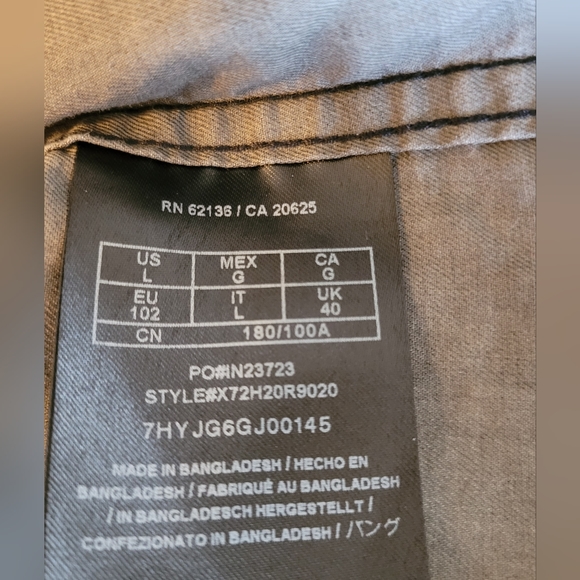 RN 62136 / CA 20625
US MEX CA
L G G
EU IT UK
102 L 40
CN 180/100A
PO#IN23723
STYLE#X72H20R9020
7HYJG6GJ00145
MADE IN BANGLADESH / HECHO EN
BANGLADESH / FABRIQUÉ AU BANGLADESH
/ IN BANGLADESCH HERGESTELLT /
CONFEZIONATO IN BANGLADESH / バング